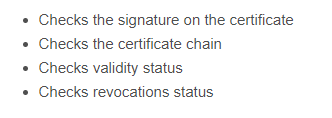 • Checks the signature on the certificate
• Checks the certificate chain
• Checks validity status
• Checks revocations status